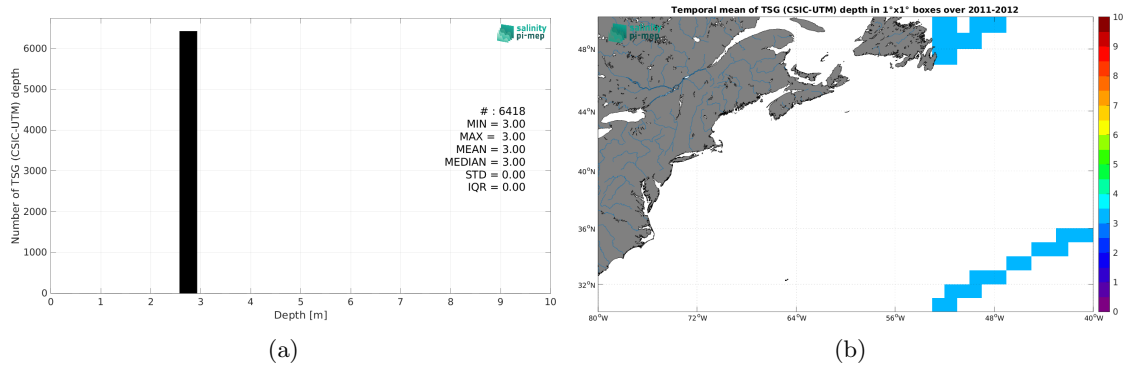 salinity
pi-mep
6000
5000
4000
3000
2000
1000
0
Number of TSG (CSIC-UTM) depth
# : 6418
MIN = 3.00
MAX = 3.00
MEAN = 3.00
MEDIAN = 3.00
STD = 0.00
IQR = 0.00
0 1 2 3 4 5 6 7 8 9 10
Depth [m]
(a)
Temporal mean of TSG (CSIC-UTM) depth in 1°x1° boxes over 2011-2012
salinity
pi-mep
48°N
44°N
40°N
36°N
32°N
80°W 72°W 64°W 56°W 48°W 40°W
10
9
8
7
6
5
4
3
2
1
0
(b)